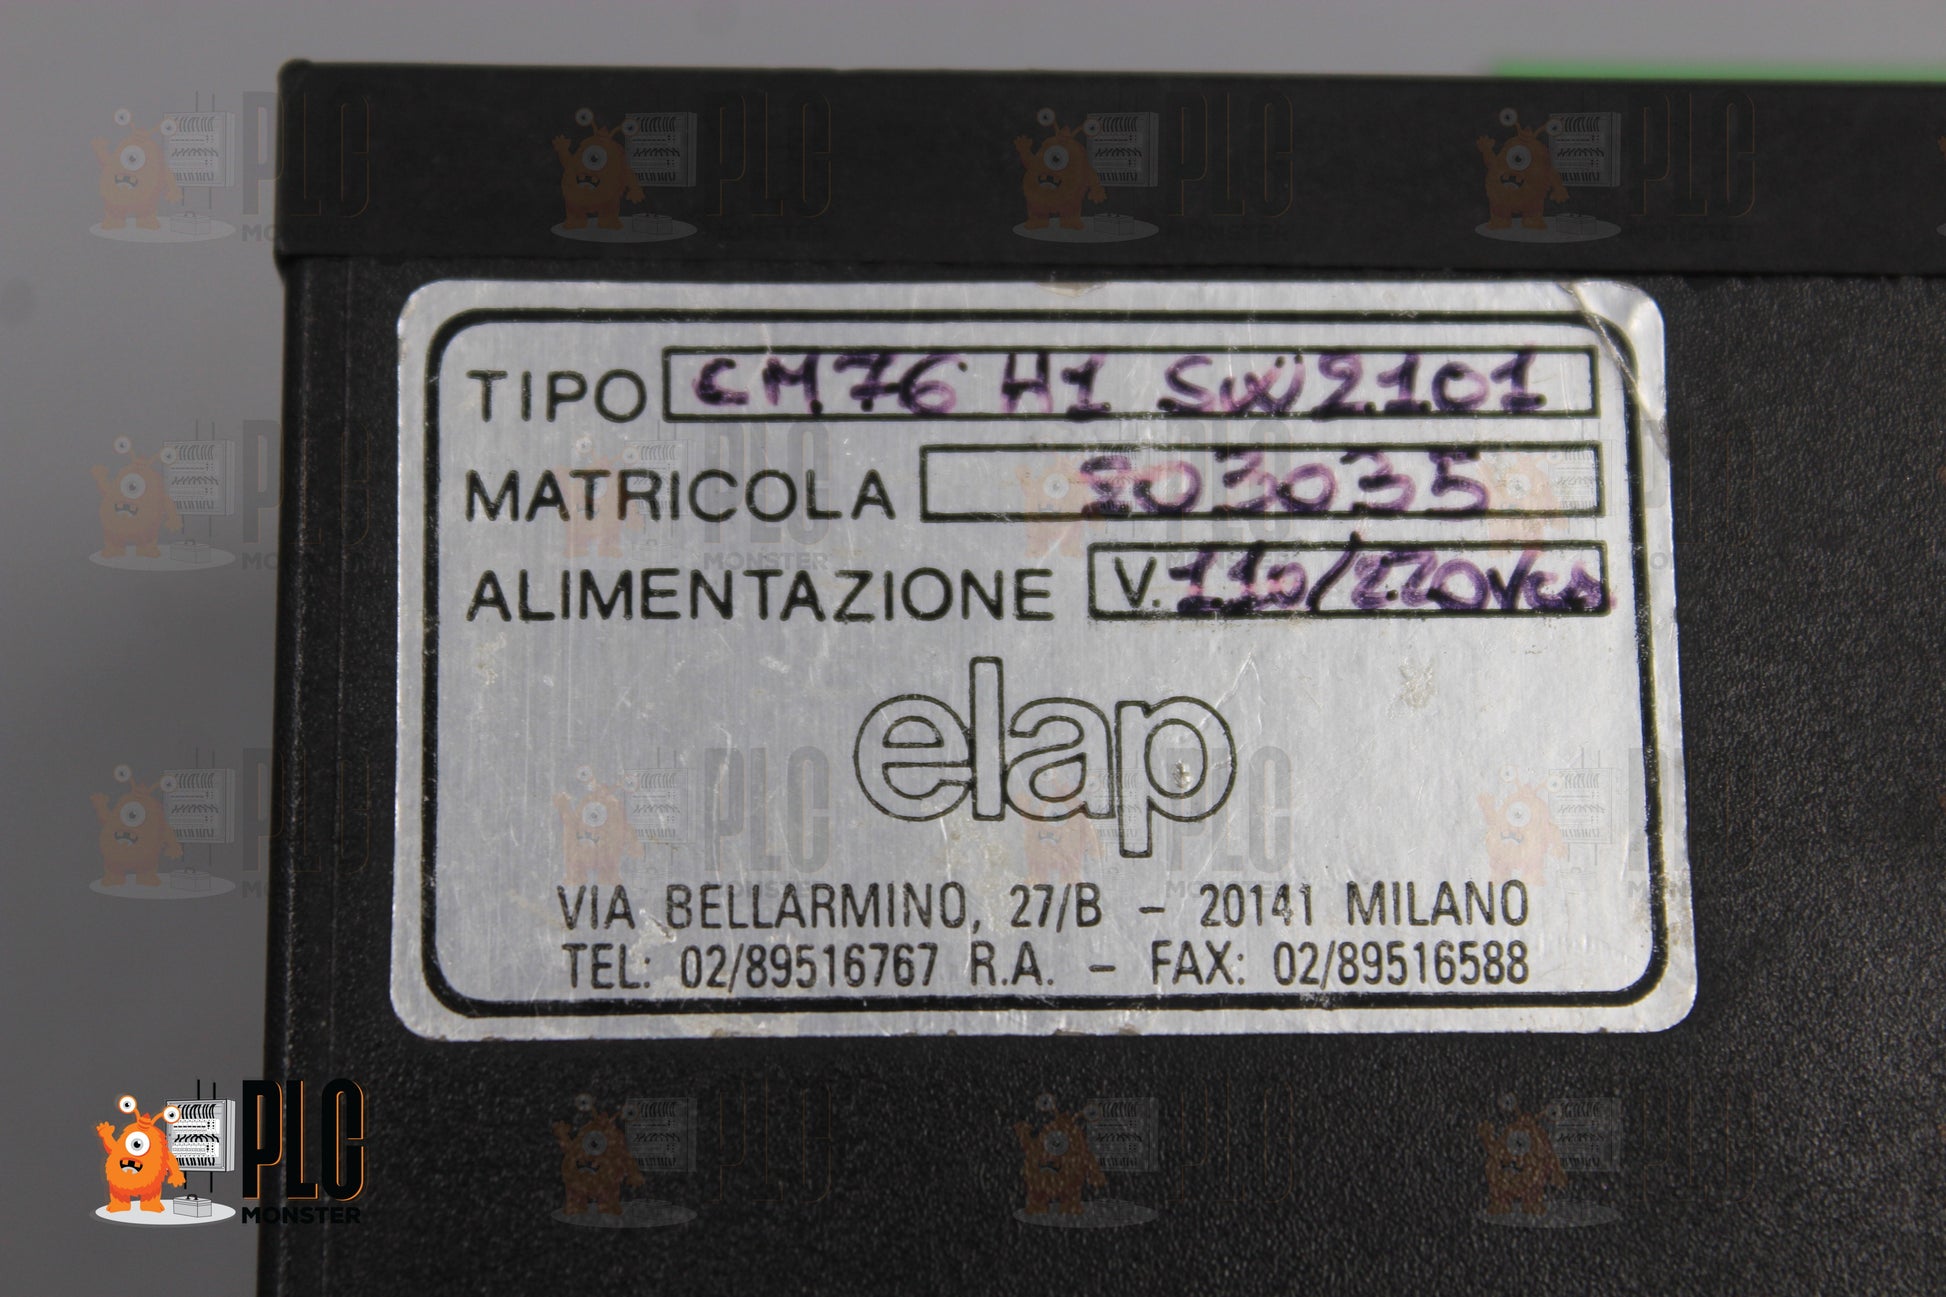 TIPO CM76 H1 SW2101
MATRICOLA 803035
ALIMENTAZIONE V. 110/220Vca
elap
VIA BELLARMINO, 27/B - 20141 MILANO
TEL: 02/89516767 R.A. - FAX: 02/89516588
PLC
MONSTER